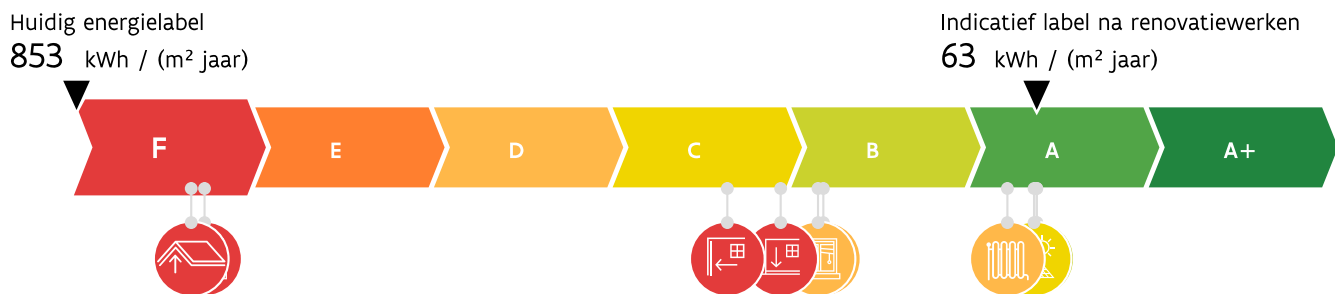 Huidig energielabel
853 kWh / (m² jaar)
Indicatief label na renovatiewerken
63 kWh / (m² jaar)
F E D C B A A+